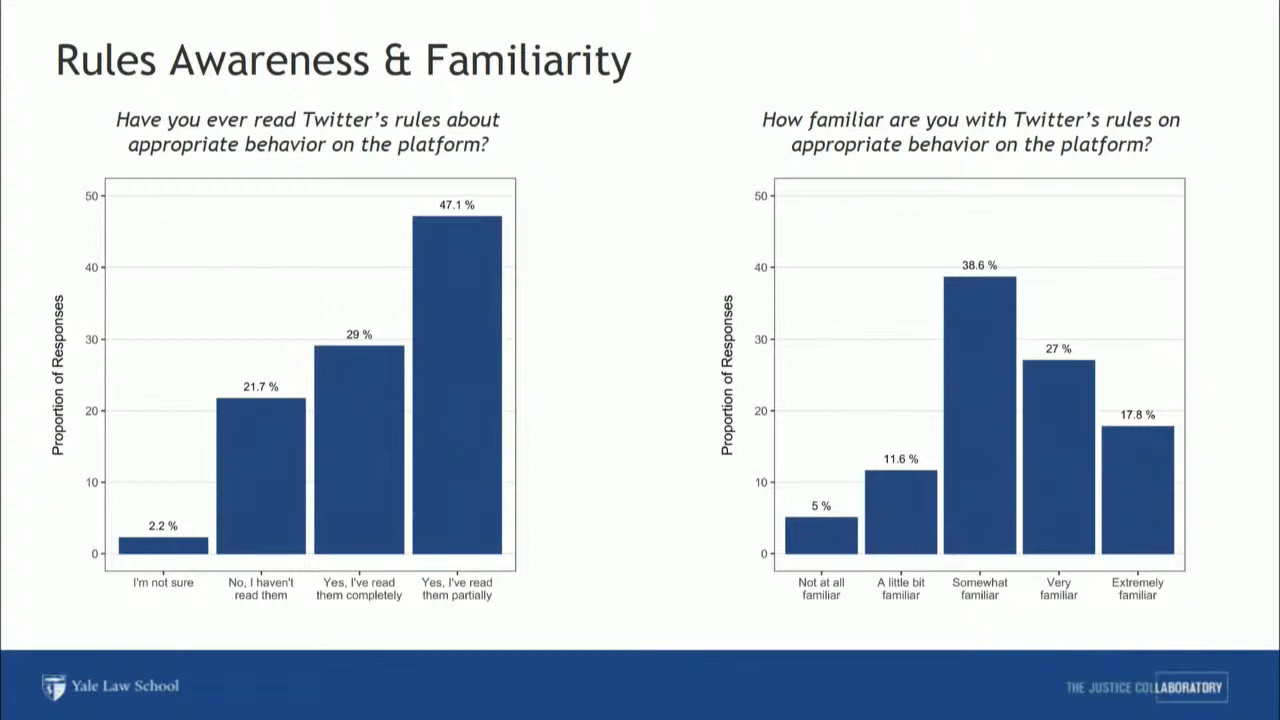 Rules Awareness & Familiarity
Have you ever read Twitter's rules about
appropriate behavior on the platform?
Proportion of Responses
50
40
30
20
10
0
2.2 %
21.7 %
29 %
47.1 %
I'm not sure
No, I haven't
read them
Yes, I've read
them completely
Yes, I've read
them partially
How familiar are you with Twitter's rules on
appropriate behavior on the platform?
Proportion of Responses
50
40
30
20
10
0
5 %
11.6 %
38.6 %
27 %
17.8 %
Not at all
familiar
A little bit
familiar
Somewhat
familiar
Very
familiar
Extremely
familiar
Yale Law School
THE JUSTICE COLLABORATORY